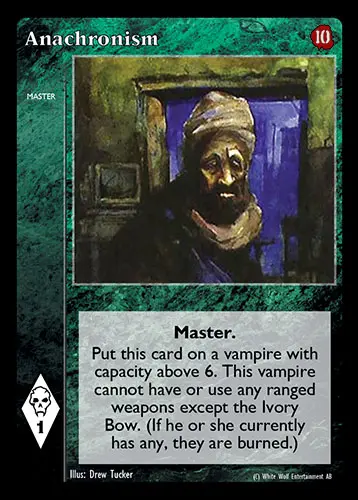 Anachronism
10
MASTER
Master.
Put this card on a vampire with
capacity above 6. This vampire
cannot have or use any ranged
weapons except the Ivory
Bow. (If he or she currently
has any, they are burned.)
1
Illus: Drew Tucker
(C) White Wolf Entertainment AB